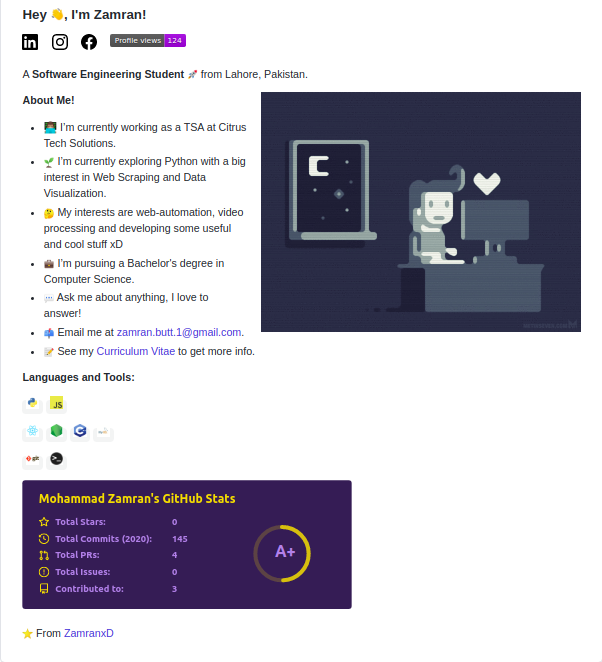 Hey 👋, I'm Zamran!
in
Profile views 124
A Software Engineering Student 🚀 from Lahore, Pakistan.
About Me!
👨🏽‍💻 I'm currently working as a TSA at Citrus
Tech Solutions.
🌱 I'm currently exploring Python with a big
interest in Web Scraping and Data
Visualization.
🤔 My interests are web-automation, video
processing and developing some useful
and cool stuff xD
💼 I'm pursuing a Bachelor's degree in
Computer Science.
💬 Ask me about anything, I love to
answer!
📫 Email me at zamran.butt.1@gmail.com.
📝 See my Curriculum Vitae to get more info.
Languages and Tools:
JS
C
git
>_
Mohammad Zamran's GitHub Stats
Total Stars: 0
Total Commits (2020): 145
Total PRs: 4
Total Issues: 0
Contributed to: 3
A+
⭐ From ZamranxD